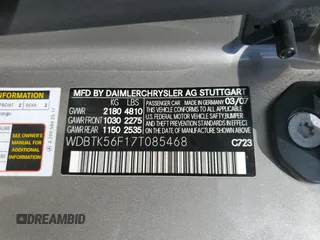 MFD BY DAIMLERCHRYSLER AG STUTTGART
KG LBS
PASSENGER CAR
MADE IN GERMANY 03/07
GVWR 2180 4810
GAWR FRONT 1030 2275
GAWR REAR 1150 2535
THIS VEHICLE CONFORMS TO ALL
APPLICABLE U.S. FEDERAL MOTOR
VEHICLE SAFETY, BUMPER AND
THEFT PREVENTION STANDARDS IN
EFFECT ON THE DATE OF
MANUFACTURE SHOWN ABOVE.
WDBTK56F17T085468
C723
INFORMATION
FRONT 2 REAR 2
SEE OWNER'S
MANUAL FOR
ADDITIONAL
INFORMATION
DREAMBID